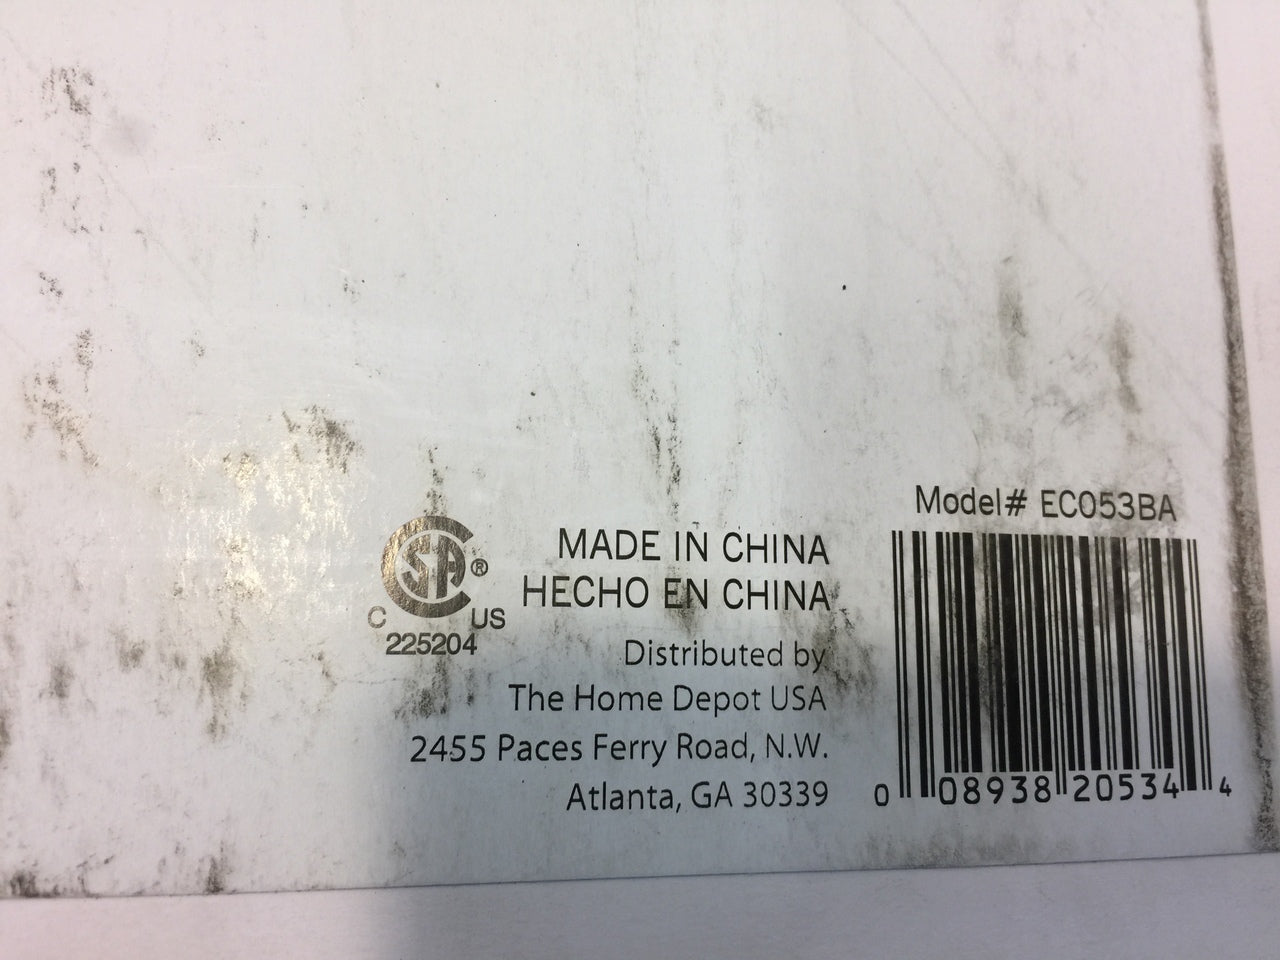 Model# EC053BA
CSA®
C US
225204
MADE IN CHINA
HECHO EN CHINA
Distributed by
The Home Depot USA
2455 Paces Ferry Road, N.W.
Atlanta, GA 30339
0 08938 20534 4